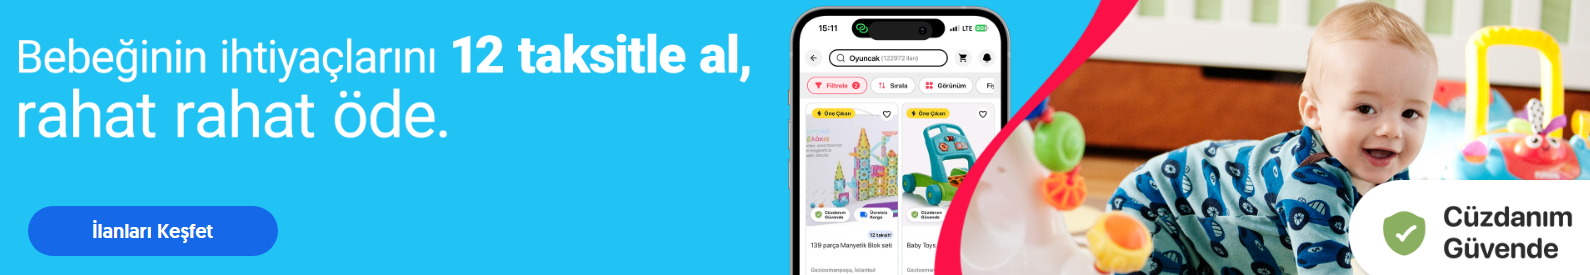 Bebeğinin ihtiyaçlarını 12 taksitle al,
rahat rahat öde.
İlanları Keşfet
15:11
LTE
Oyuncak (122972 ilan)
Filtrele 2
Sırala
Görünüm
Fiy
Öne Çıkan
Öne Çıkan
Cüzdanım
Güvende
Ücretsiz
Kargo
Cüzdanım
Güvende
12 taksit!
139 parça Manyetik Blok seti
Baby Toys
Gaziosmanpaşa, İstanbul
Gaziosman
Cüzdanım
Güvende